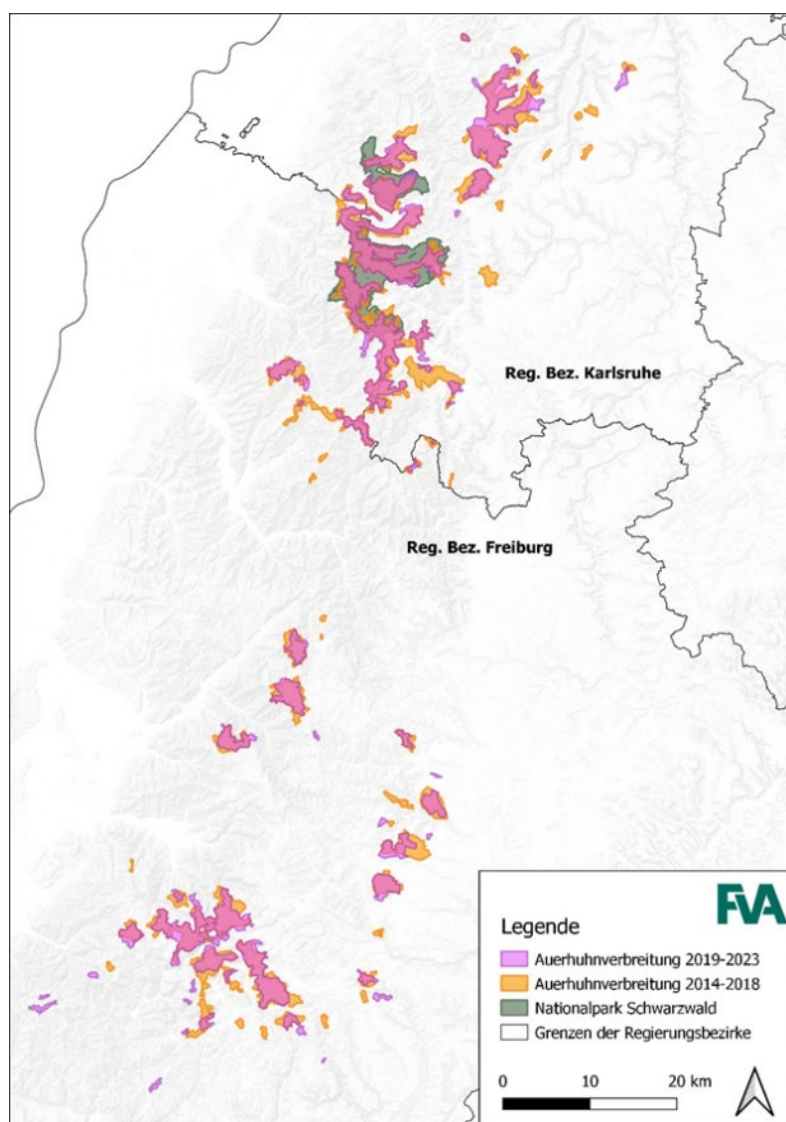 Reg. Bez. Karlsruhe
Reg. Bez. Freiburg
FVA
Legende
Auerhuhnverbreitung 2019-2023
Auerhuhnverbreitung 2014-2018
Nationalpark Schwarzwald
Grenzen der Regierungsbezirke
0 10 20 km